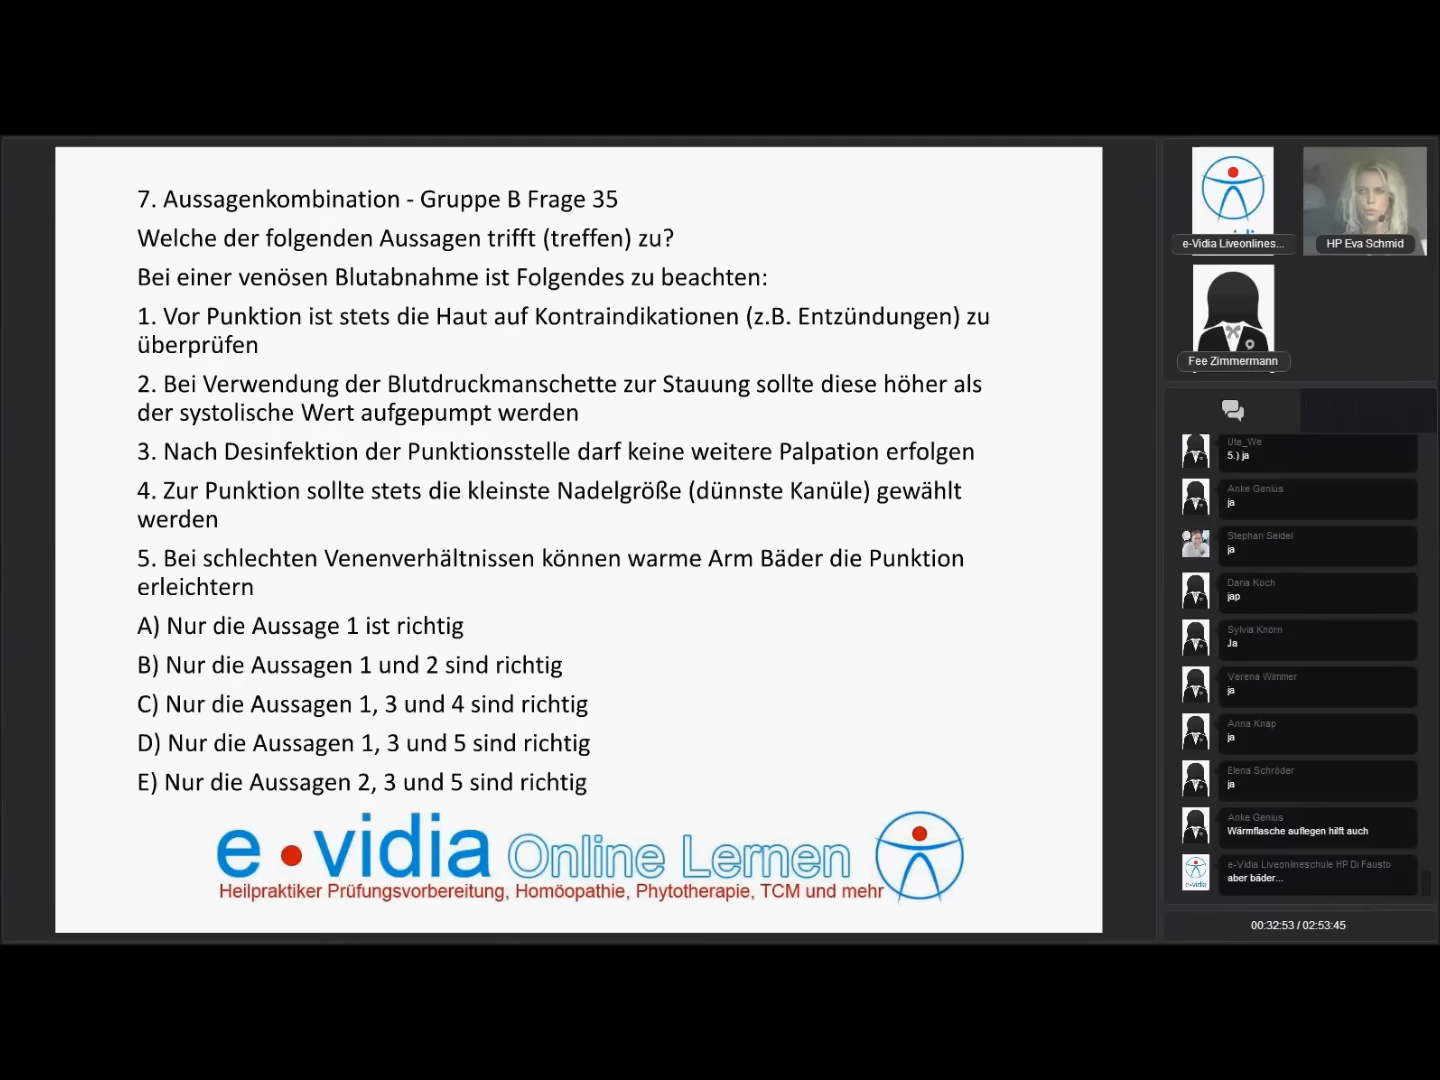 7. Aussagenkombination - Gruppe B Frage 35
Welche der folgenden Aussagen trifft (treffen) zu?
Bei einer venösen Blutabnahme ist Folgendes zu beachten:
1. Vor Punktion ist stets die Haut auf Kontraindikationen (z.B. Entzündungen) zu
überprüfen
2. Bei Verwendung der Blutdruckmanschette zur Stauung sollte diese höher als
der systolische Wert aufgepumpt werden
3. Nach Desinfektion der Punktionsstelle darf keine weitere Palpation erfolgen
4. Zur Punktion sollte stets die kleinste Nadelgröße (dünnste Kanüle) gewählt
werden
5. Bei schlechten Venenverhältnissen können warme Arm Bäder die Punktion
erleichtern
A) Nur die Aussage 1 ist richtig
B) Nur die Aussagen 1 und 2 sind richtig
C) Nur die Aussagen 1, 3 und 4 sind richtig
D) Nur die Aussagen 1, 3 und 5 sind richtig
E) Nur die Aussagen 2, 3 und 5 sind richtig
e•vidia Online Lernen
Heilpraktiker Prüfungsvorbereitung, Homöopathie, Phytotherapie, TCM und mehr
e-Vidia Liveonlines...
HP Eva Schmid
Fee Zimmermann
Ute_We
5.) ja
Anke Genius
ja
Stephan Seidel
ja
Daria Koch
jap
Sylvia Knorn
Ja
Verena Wimmer
ja
Anna Knap
ja
Elena Schröder
ja
Anke Genius
Wärmflasche auflegen hilft auch
e-Vidia Liveonlineschule HP Di Fausto
aber bäder...
00:32:53 / 02:53:45